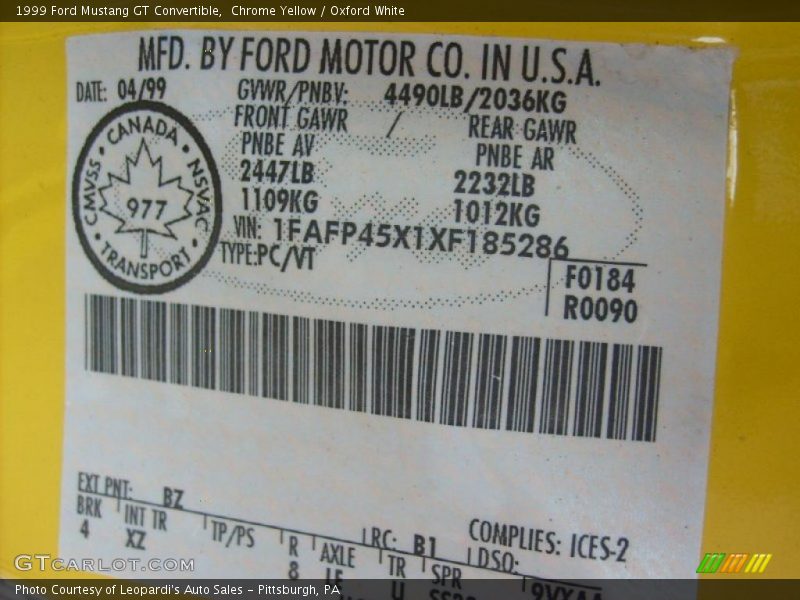 1999 Ford Mustang GT Convertible, Chrome Yellow / Oxford White
MFD. BY FORD MOTOR CO. IN U.S.A.
DATE: 04/99
GVWR/PNBV: 4490LB/2036KG
FRONT GAWR / REAR GAWR
PNBE AV PNBE AR
2447LB 2232LB
1109KG 1012KG
VIN: 1FAFP45X1XF185286
TYPE:PC/VT
F0184
R0090
CANADA • NSVAC • TRANSPORT • CMVSS •
977
EXT PNT: BZ RC: B1 COMPLIES: ICES-2
BRK INT TR TP/PS R AXLE TR SPR DSO:
4 XZ 8
GTCARLOT.COM
Photo Courtesy of Leopardi's Auto Sales - Pittsburgh, PA